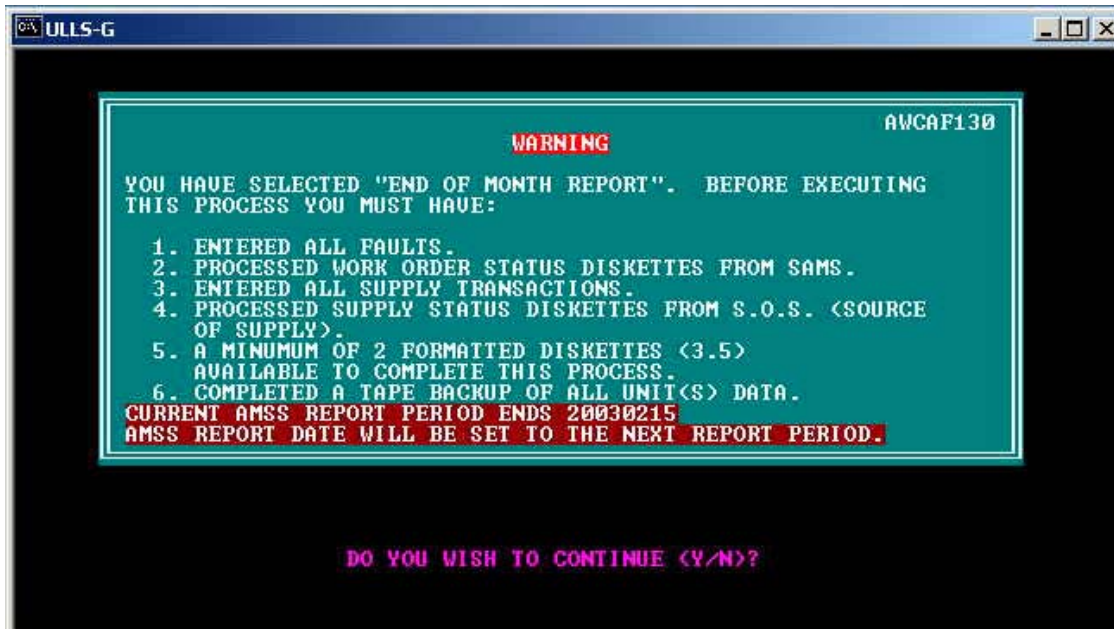 ULLS-G
AWCAF130
WARNING
YOU HAVE SELECTED "END OF MONTH REPORT". BEFORE EXECUTING
THIS PROCESS YOU MUST HAVE:
1. ENTERED ALL FAULTS.
2. PROCESSED WORK ORDER STATUS DISKETTES FROM SAMS.
3. ENTERED ALL SUPPLY TRANSACTIONS.
4. PROCESSED SUPPLY STATUS DISKETTES FROM S.O.S. (SOURCE
OF SUPPLY).
5. A MINUMUM OF 2 FORMATTED DISKETTES (3.5)
AVAILABLE TO COMPLETE THIS PROCESS.
6. COMPLETED A TAPE BACKUP OF ALL UNIT(S) DATA.
CURRENT AMSS REPORT PERIOD ENDS 20030215
AMSS REPORT DATE WILL BE SET TO THE NEXT REPORT PERIOD.
DO YOU WISH TO CONTINUE (Y/N)?